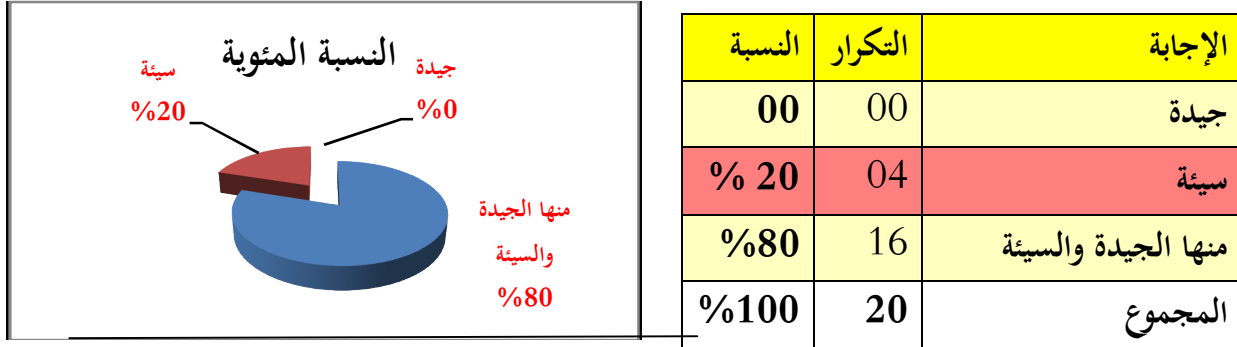 الإجابة التكرار النسبة
جيدة 00 00
سيئة 04 20 %
منها الجيدة والسيئة 16 80%
المجموع 20 100%
النسبة المئوية
جيدة
0%
سيئة
20%
منها الجيدة
والسيئة
80%